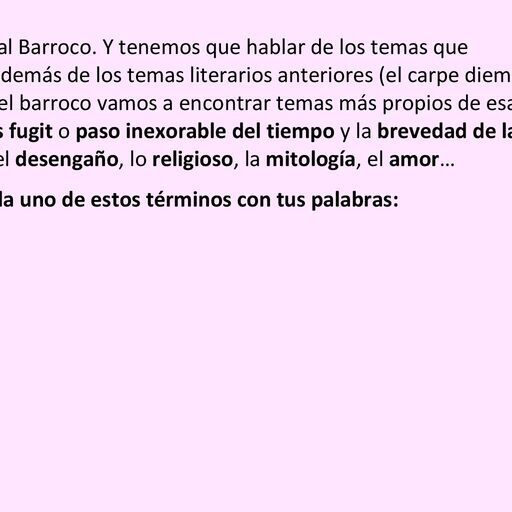 al Barroco. Y tenemos que hablar de los temas que
demás de los temas literarios anteriores (el carpe diem
el barroco vamos a encontrar temas más propios de esa
s fugit o paso inexorable del tiempo y la brevedad de la
el desengaño, lo religioso, la mitología, el amor...
da uno de estos términos con tus palabras: